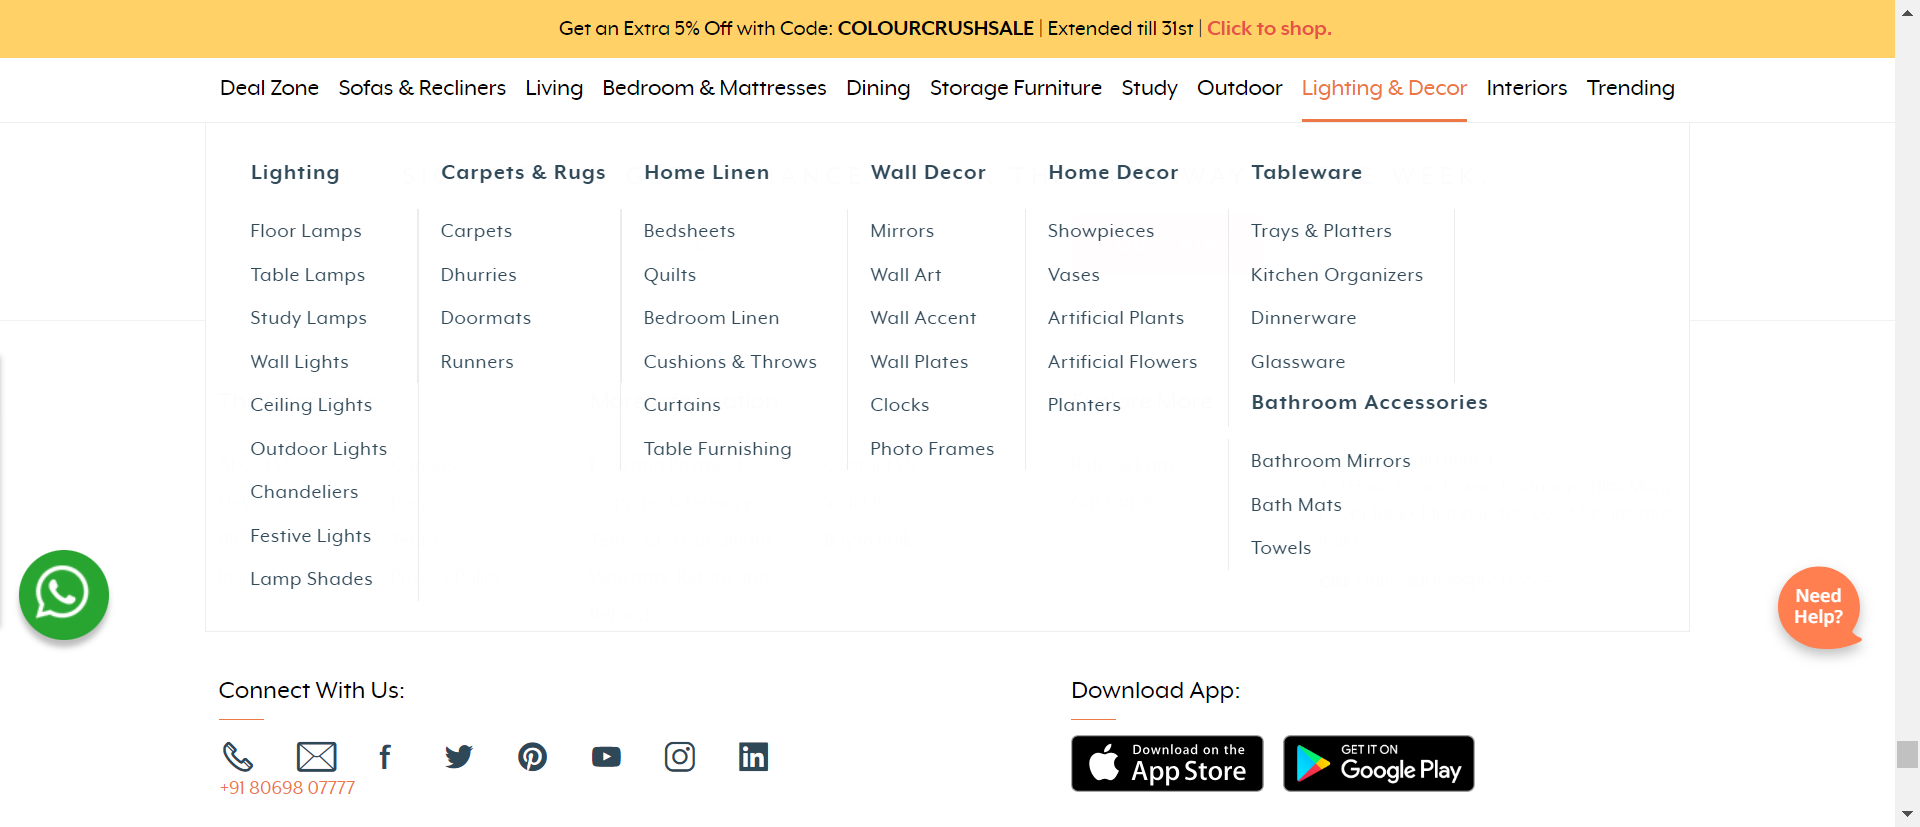 Get an Extra 5% Off with Code: COLOURCRUSHSALE | Extended till 31st | Click to shop.
Deal Zone Sofas & Recliners Living Bedroom & Mattresses Dining Storage Furniture Study Outdoor Lighting & Decor Interiors Trending
Lighting
Floor Lamps
Table Lamps
Study Lamps
Wall Lights
Ceiling Lights
Outdoor Lights
Chandeliers
Festive Lights
Lamp Shades
Carpets & Rugs
Carpets
Dhurries
Doormats
Runners
Home Linen
Bedsheets
Quilts
Bedroom Linen
Cushions & Throws
Curtains
Table Furnishing
Wall Decor
Mirrors
Wall Art
Wall Accent
Wall Plates
Clocks
Photo Frames
Home Decor
Showpieces
Vases
Artificial Plants
Artificial Flowers
Planters
Tableware
Trays & Platters
Kitchen Organizers
Dinnerware
Glassware
Bathroom Accessories
Bathroom Mirrors
Bath Mats
Towels
Need
Help?
Connect With Us:
+91 80698 07777
Download App:
Download on the
App Store
GET IT ON
Google Play